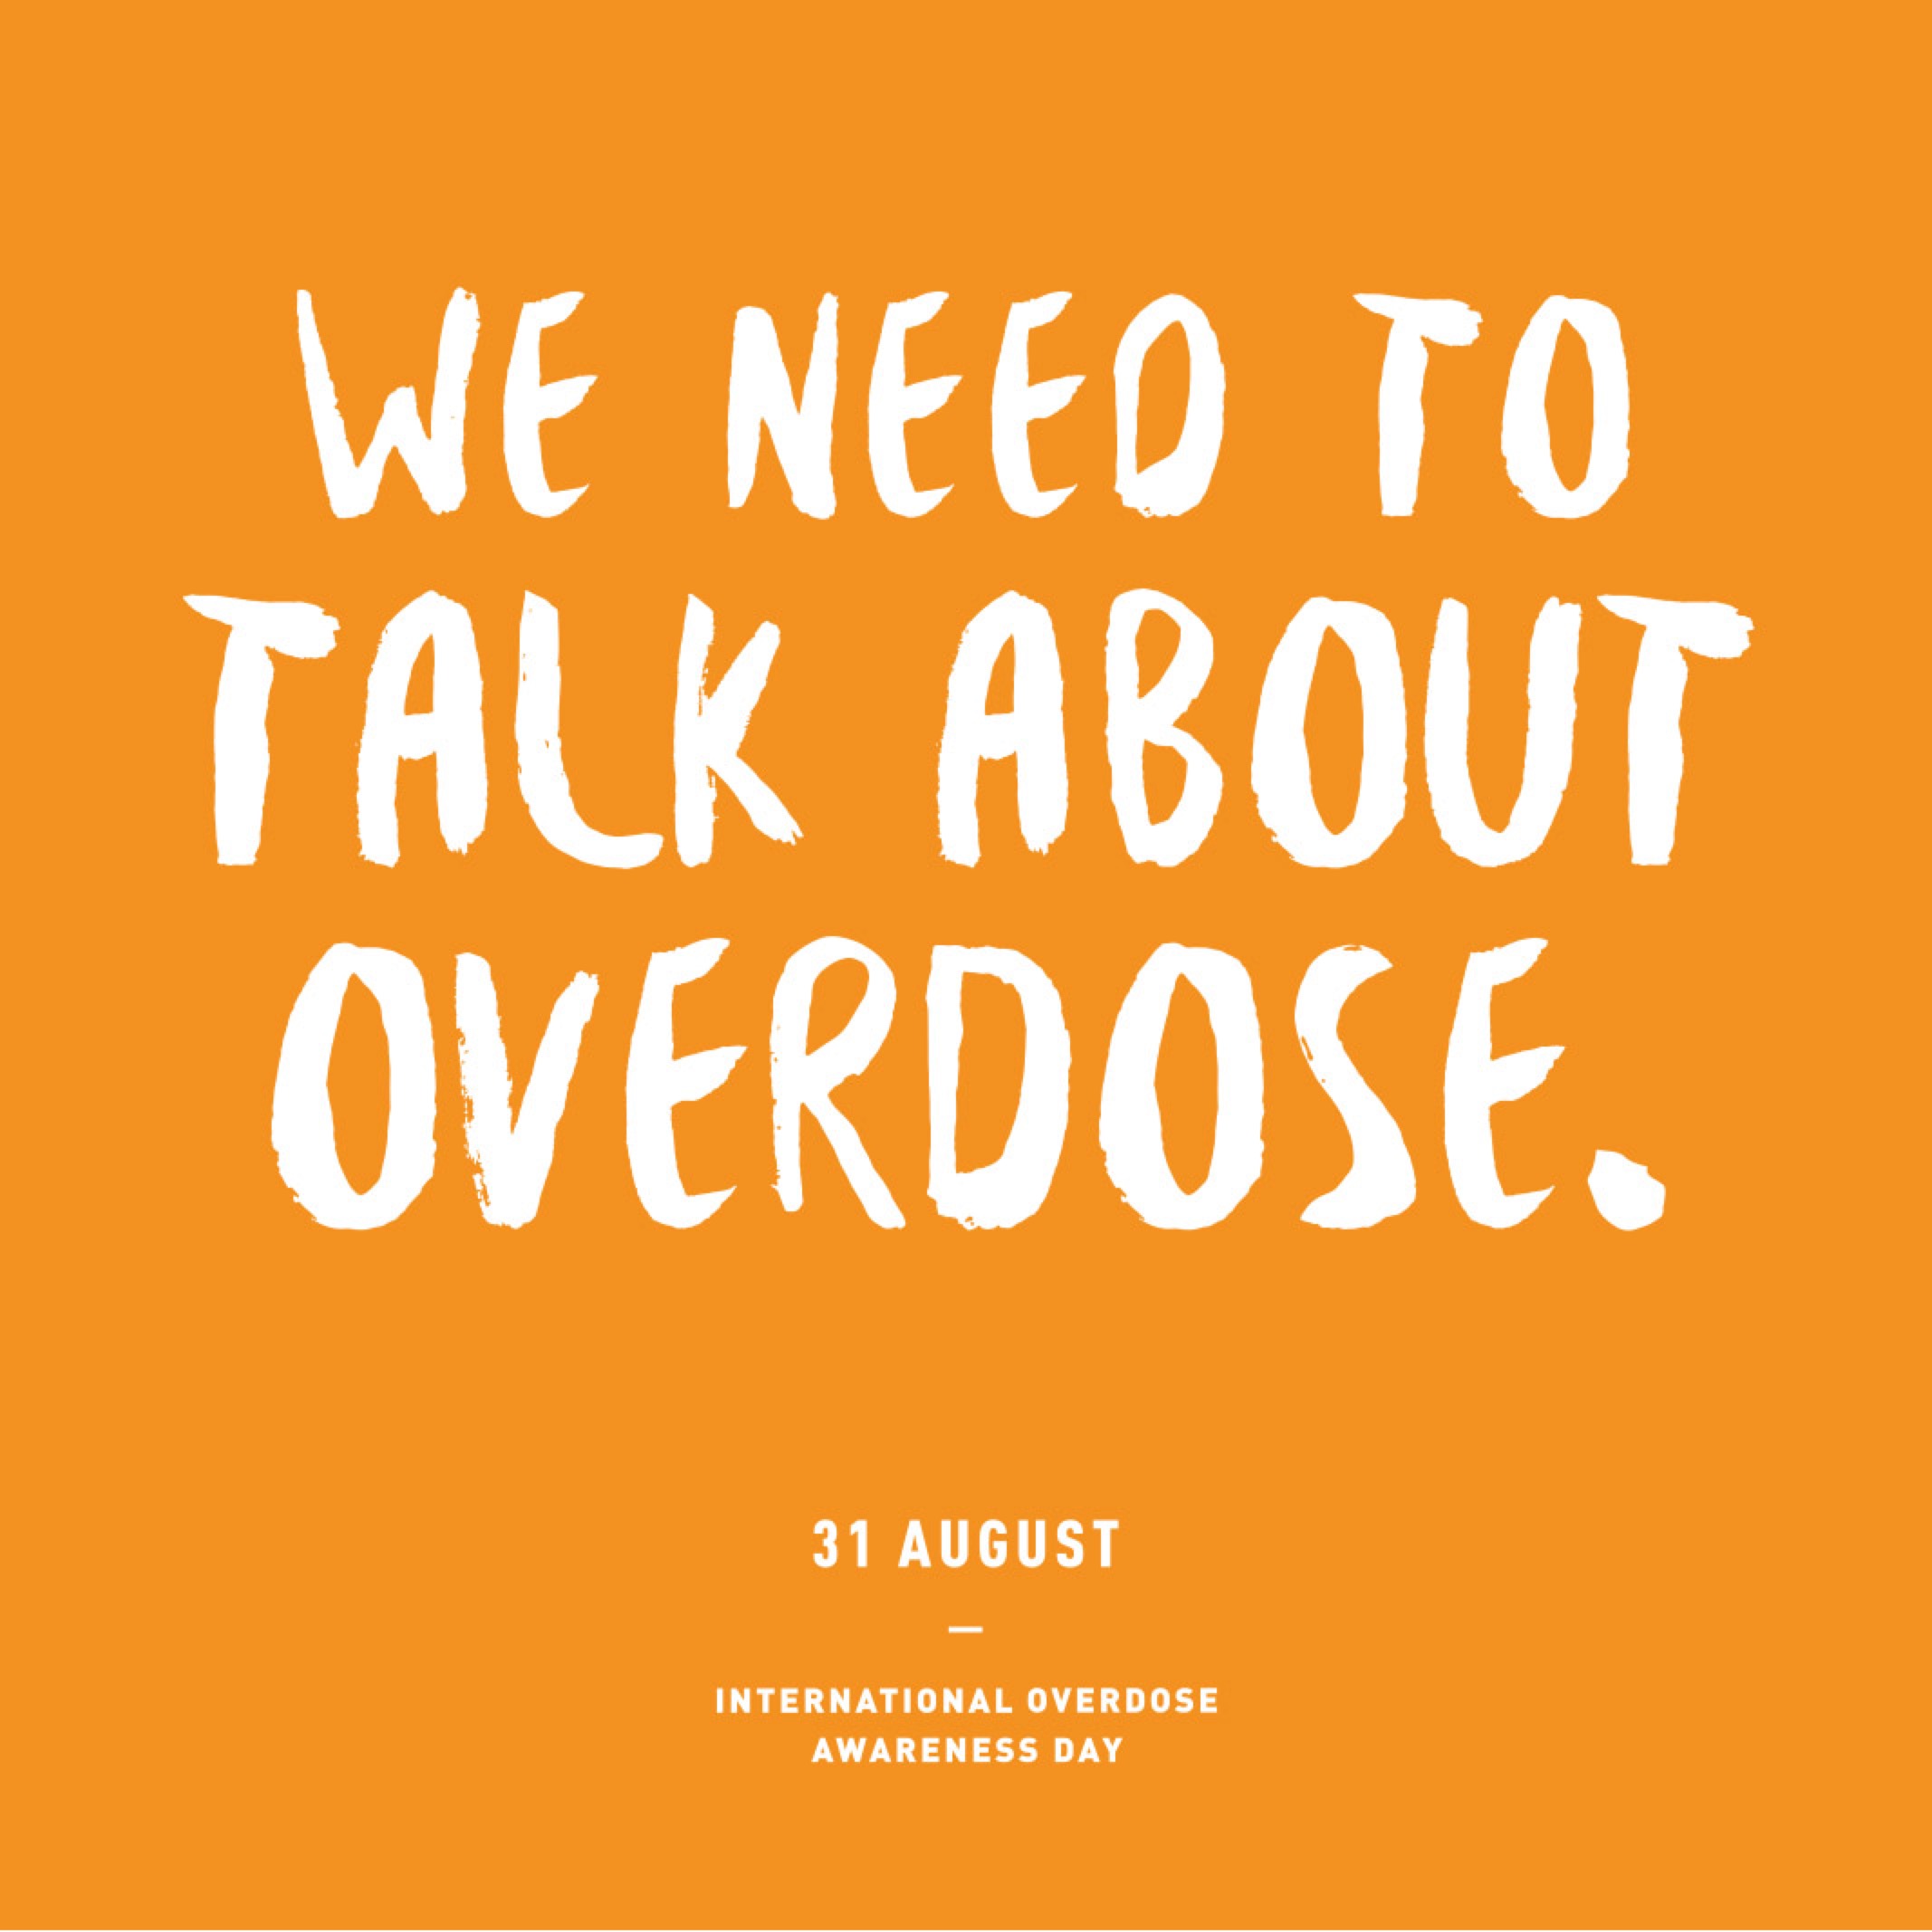 WE NEED TO
TALK ABOUT
OVERDOSE.
31 AUGUST
—
INTERNATIONAL OVERDOSE
AWARENESS DAY